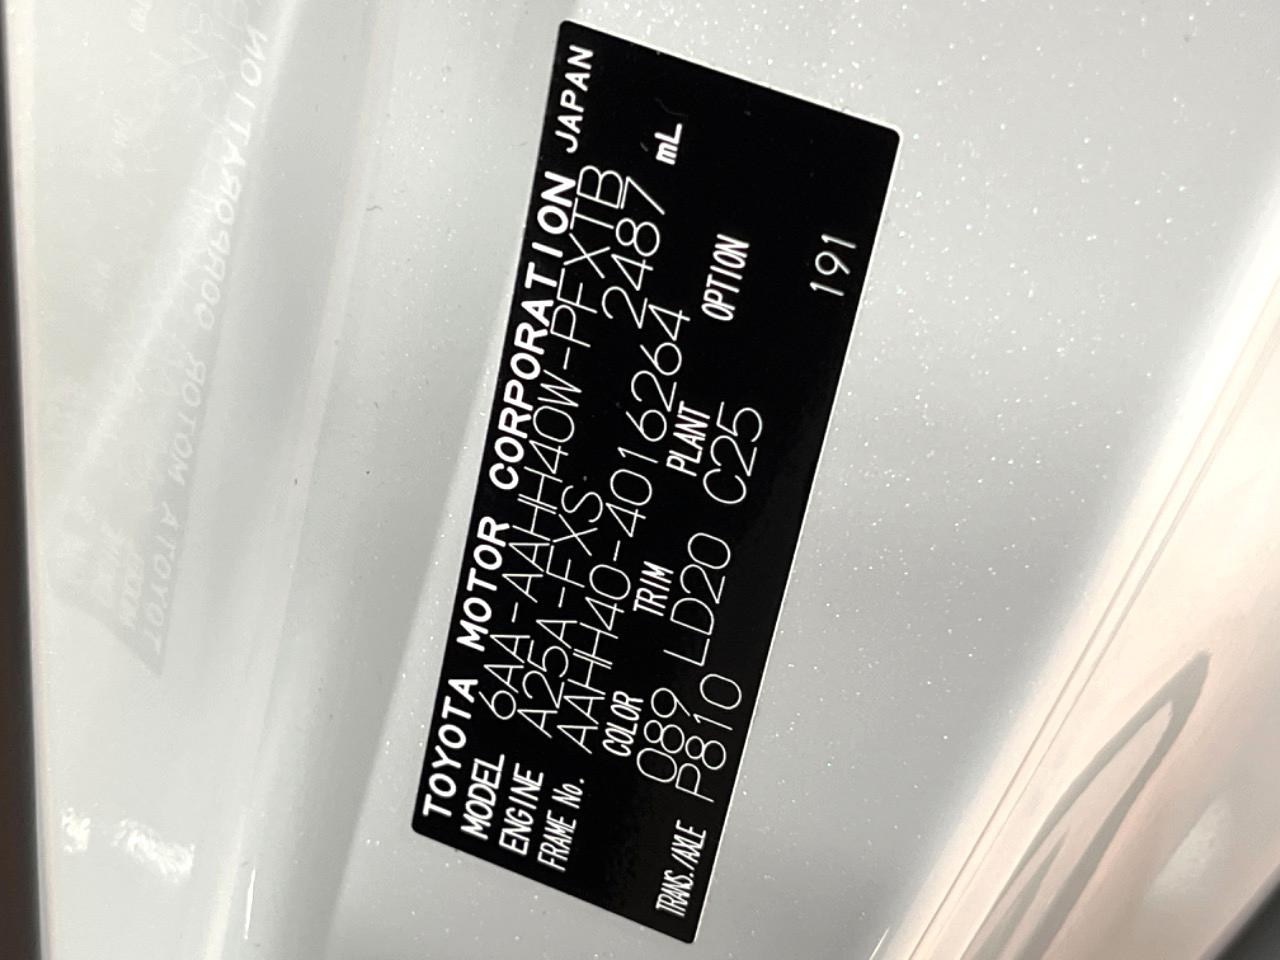 TOYOTA MOTOR CORPORATION JAPAN
MODEL 6AA-AAHH40W-PFXTB
ENGINE A25A-FXS 2487 mL
FRAME No. AAHH40-4016264
COLOR TRIM PLANT OPTION
089 LD20 C25
TRANS./AXLE P810
191